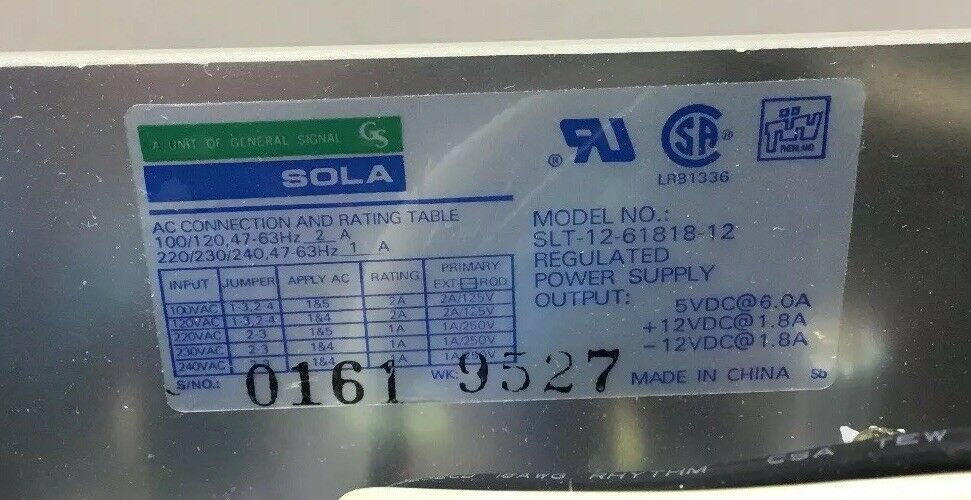 A UNIT OF GENERAL SIGNAL GS
SOLA
AC CONNECTION AND RATING TABLE
100/120,47-63Hz 2 A
220/230/240,47-63Hz 1 A
INPUT JUMPER APPLY AC RATING PRIMARY
EXT RQD
100VAC 1-3,2-4 1&5 2A 2A/125V
120VAC 1-3,2-4 1&4 2A 2A/125V
220VAC 2-3 1&5 1A 1A/250V
230VAC 2-3 1&4 1A 1A/250V
240VAC 1&4
S/NO.: 0161 WK: 9527
® SA ®
LR81336
RHEINLAND
MODEL NO.:
SLT-12-61818-12
REGULATED
POWER SUPPLY
OUTPUT: 5VDC@6.0A
+12VDC@1.8A
−12VDC@1.8A
MADE IN CHINA Sb
RHYTHM CSA TEW